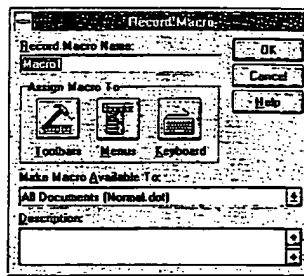 Record Macro
Record Macro Name:
Macro1
OK
Cancel
Help
Assign Macro To
Toolbars Menus Keyboard
Make Macro Available To:
All Documents (Normal.dot)
Description: